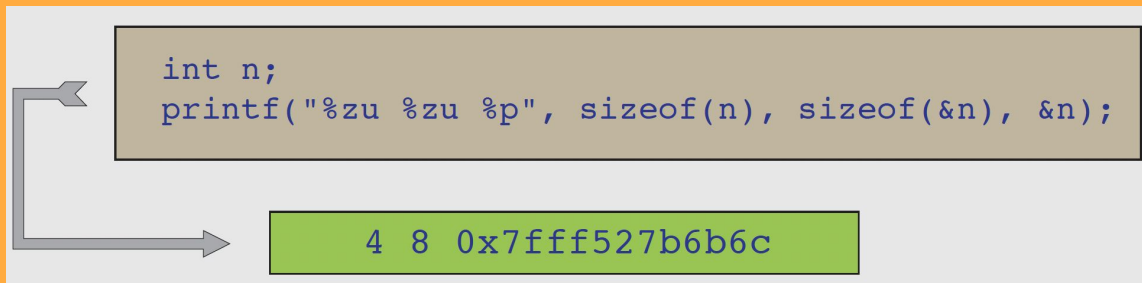 int n;
printf("%zu %zu %p", sizeof(n), sizeof(&n), &n);
4 8 0x7fff527b6b6c